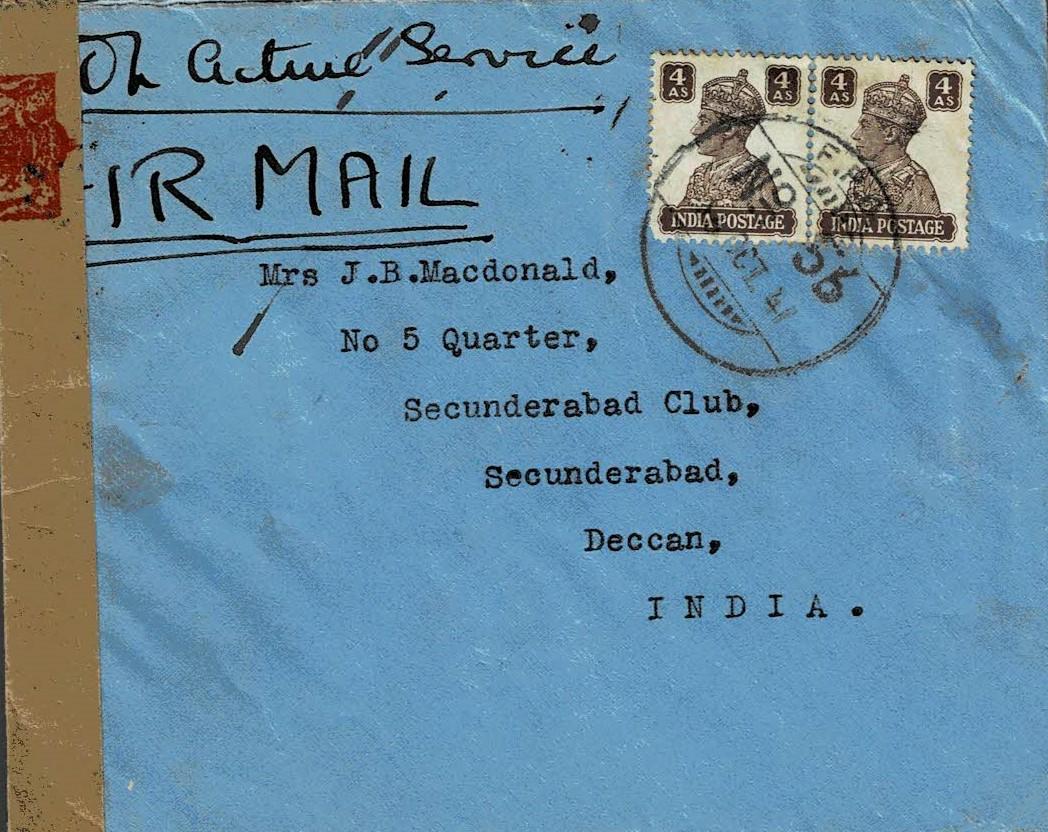 On Active Service
IR MAIL
4 AS 4 AS
INDIA POSTAGE
4 AS 4 AS
INDIA POSTAGE
No
Mrs J.B.Macdonald,
No 5 Quarter,
Secunderabad Club,
Secunderabad,
Deccan,
I N D I A .